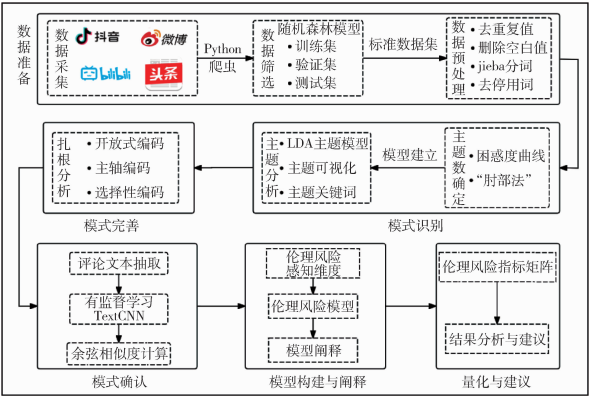 数据准备
数据采集
抖音
微博
bilibili
头条
Python
爬虫
数据筛选
随机森林模型
•训练集
•验证集
•测试集
标准数据集
数据预处理
•去重复值
•删除空白值
•jieba分词
•去停用词
扎根分析
•开放式编码
•主轴编码
•选择性编码
模式完善
主题分析
•LDA主题模型
•主题可视化
•主题关键词
模型建立
主题数确定
•困惑度曲线
•“肘部法”
模式识别
评论文本抽取
有监督学习
TextCNN
余弦相似度计算
模式确认
伦理风险
感知维度
伦理风险模型
模型阐释
模型构建与阐释
伦理风险指标矩阵
结果分析与建议
量化与建议